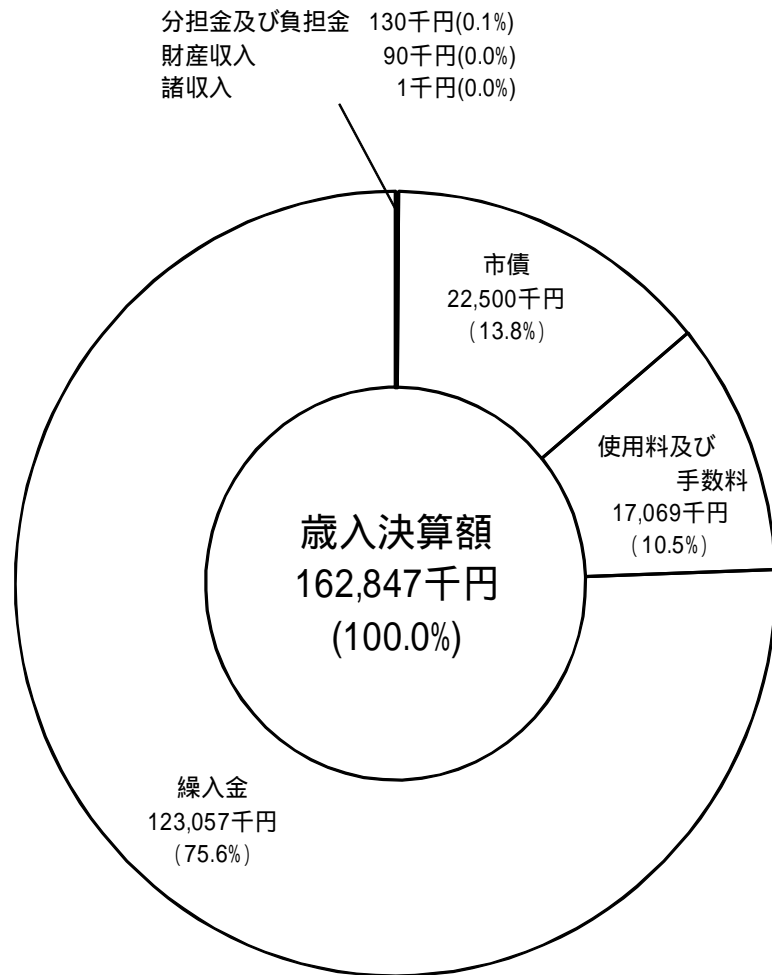 分担金及び負担金 130千円(0.1%)
財産収入 90千円(0.0%)
諸収入 1千円(0.0%)
市債
22,500千円
(13.8%)
使用料及び
手数料
17,069千円
(10.5%)
歳入決算額
162,847千円
(100.0%)
繰入金
123,057千円
(75.6%)